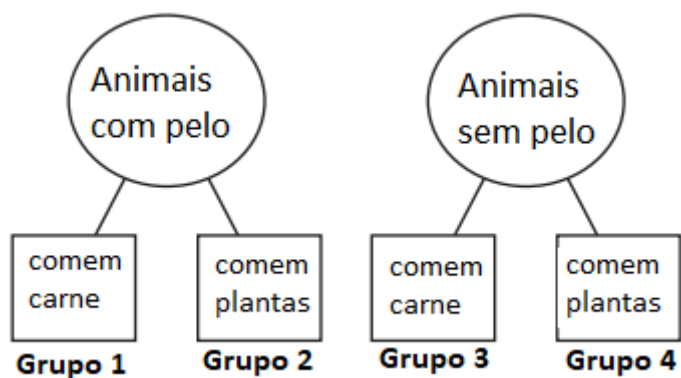 Animais
com pelo
Animais
sem pelo
comem
carne
comem
plantas
comem
carne
comem
plantas
Grupo 1
Grupo 2
Grupo 3
Grupo 4